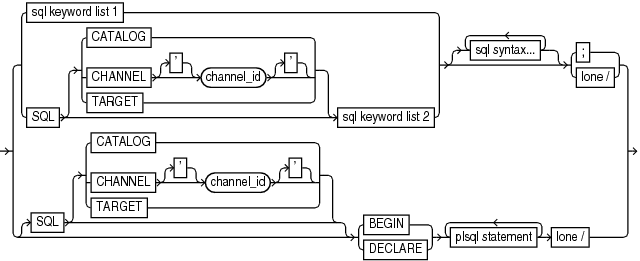 sql keyword list 1
CATALOG
' '
CHANNEL channel_id
TARGET
SQL sql keyword list 2
sql syntax... ;
lone /
CATALOG
' '
CHANNEL channel_id
TARGET
SQL BEGIN
DECLARE plsql statement lone /